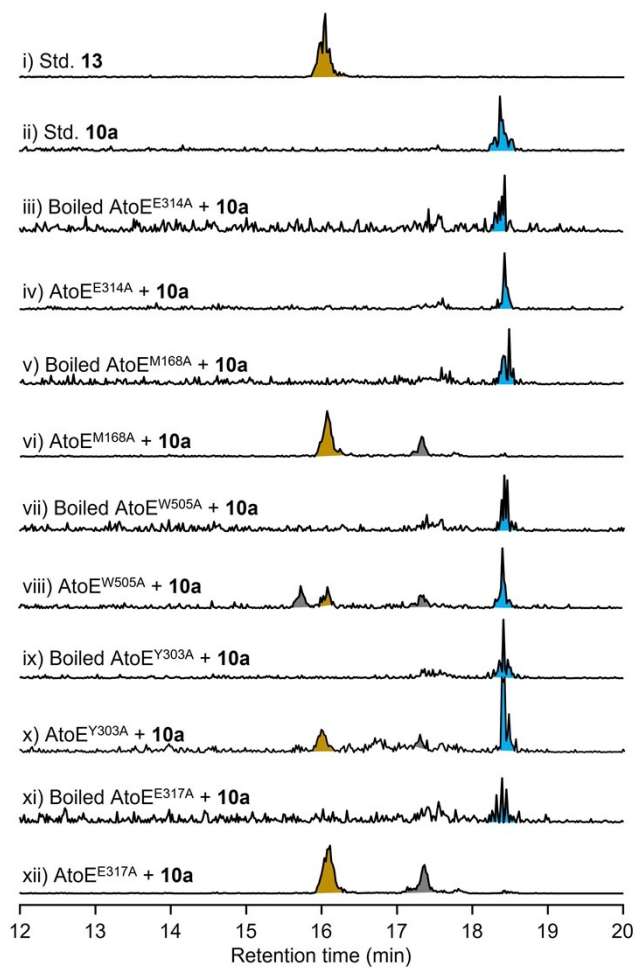 i) Std. 13
ii) Std. 10a
iii) Boiled AtoE^E314A + 10a
iv) AtoE^E314A + 10a
v) Boiled AtoE^M168A + 10a
vi) AtoE^M168A + 10a
vii) Boiled AtoE^W505A + 10a
viii) AtoE^W505A + 10a
ix) Boiled AtoE^Y303A + 10a
x) AtoE^Y303A + 10a
xi) Boiled AtoE^E317A + 10a
xii) AtoE^E317A + 10a
12 13 14 15 16 17 18 19 20
Retention time (min)